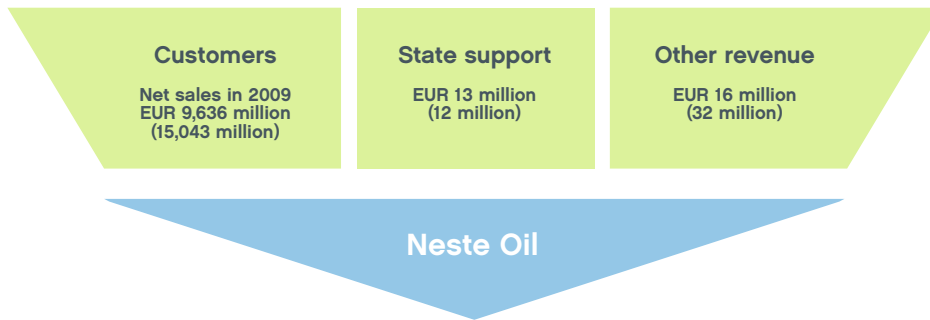 Customers
Net sales in 2009
EUR 9,636 million
(15,043 million)
State support
EUR 13 million
(12 million)
Other revenue
EUR 16 million
(32 million)
Neste Oil